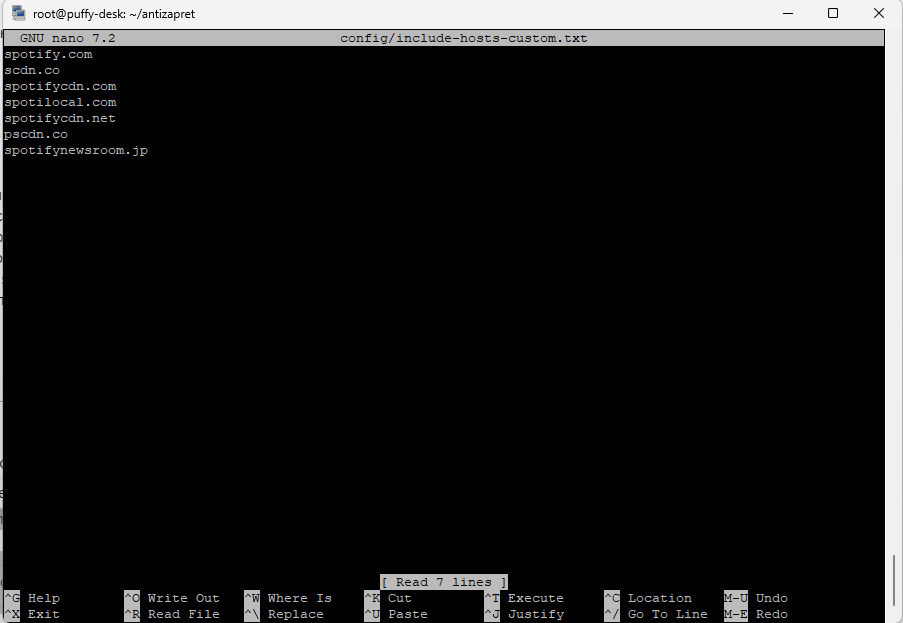 root@puffy-desk: ~/antizapret
GNU nano 7.2 config/include-hosts-custom.txt
spotify.com
scdn.co
spotifycdn.com
spotilocal.com
spotifycdn.net
pscdn.co
spotifynewsroom.jp
[ Read 7 lines ]
^G Help ^O Write Out ^W Where Is ^K Cut ^T Execute ^C Location M-U Undo
^X Exit ^R Read File ^\ Replace ^U Paste ^J Justify ^/ Go To Line M-E Redo